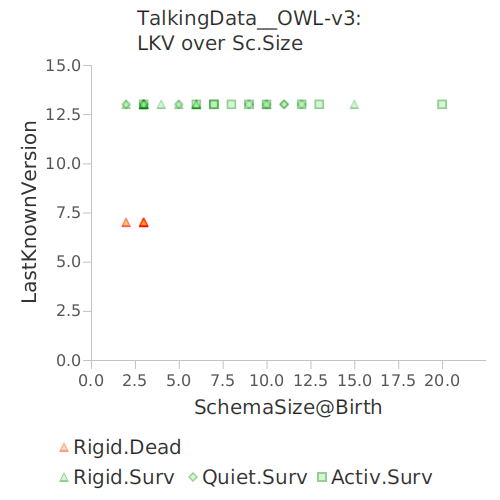 TalkingData__OWL-v3:
LKV over Sc.Size
LastKnownVersion
15.0
12.5
10.0
7.5
5.0
2.5
0.0
0.0 2.5 5.0 7.5 10.0 12.5 15.0 17.5 20.0
SchemaSize@Birth
Rigid.Dead
Rigid.Surv Quiet.Surv Activ.Surv